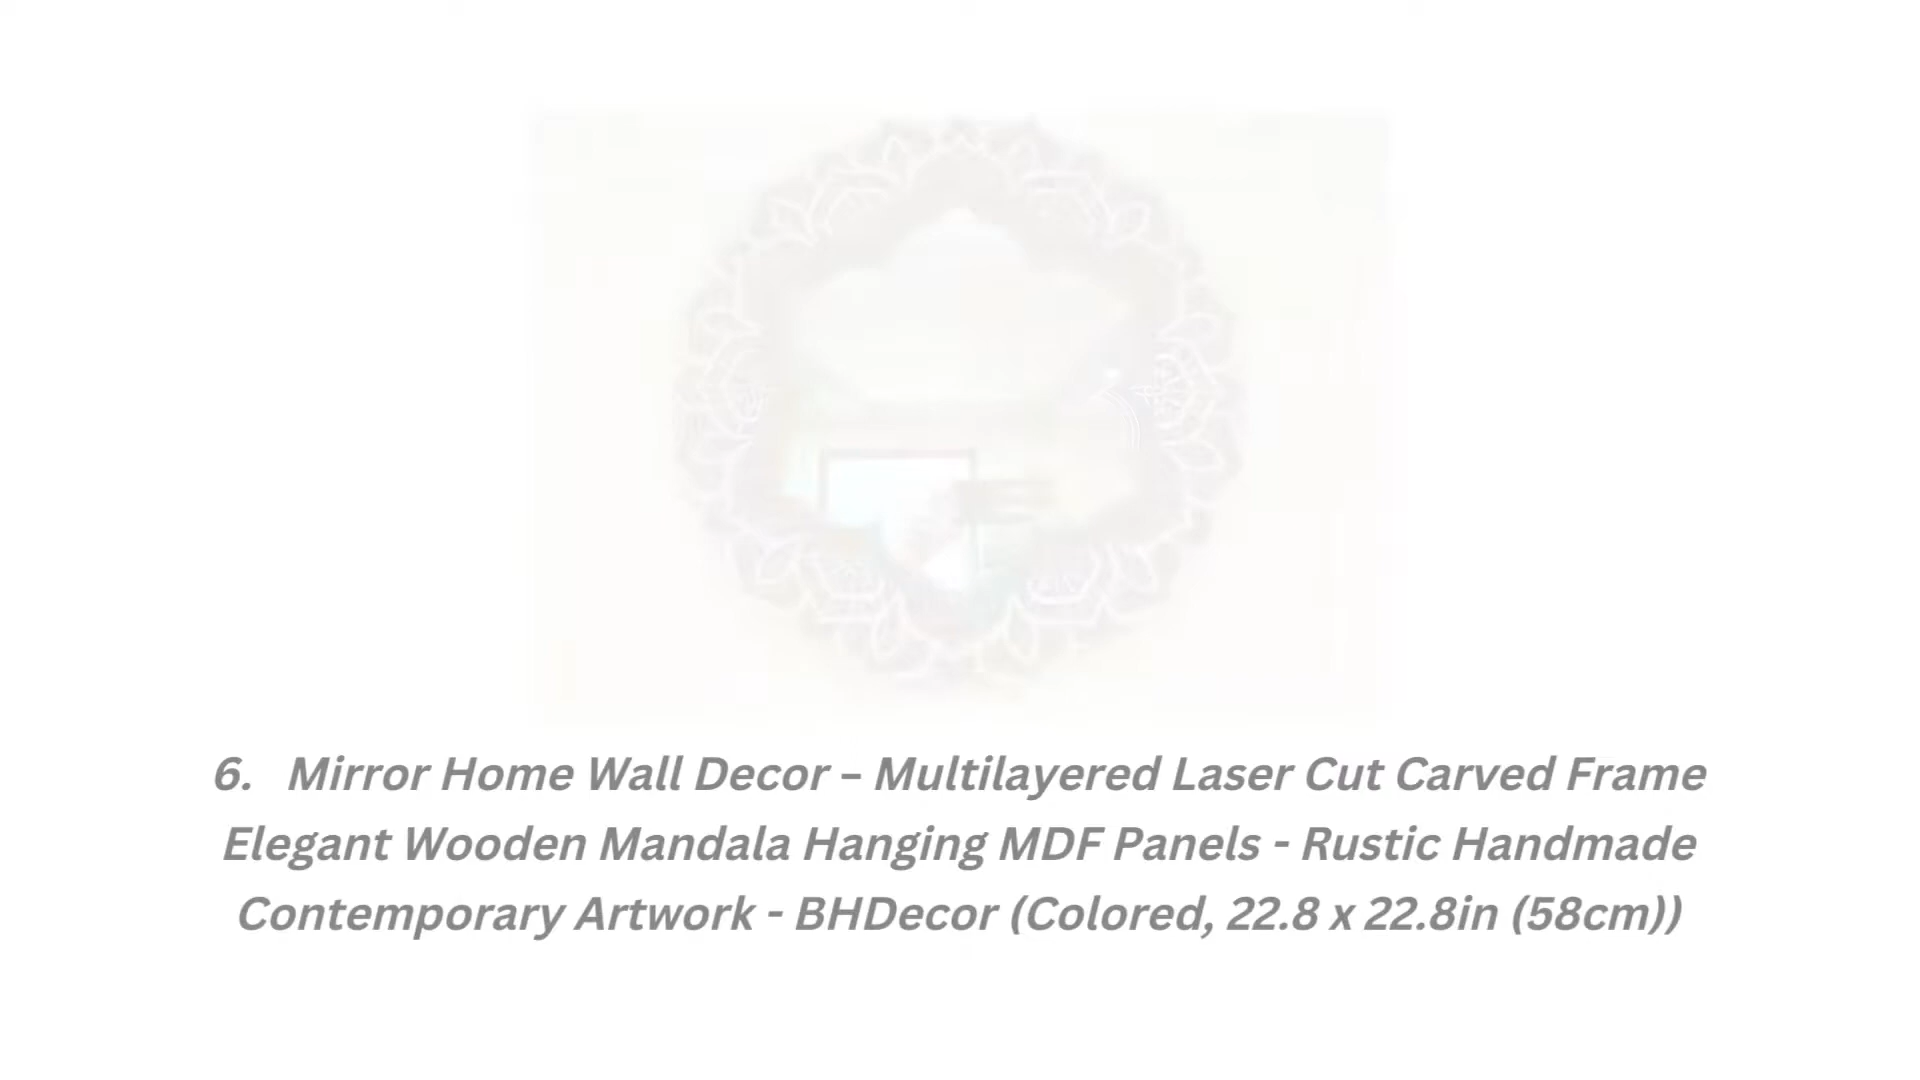 6. Mirror Home Wall Decor – Multilayered Laser Cut Carved Frame
Elegant Wooden Mandala Hanging MDF Panels - Rustic Handmade
Contemporary Artwork - BHDecor (Colored, 22.8 x 22.8in (58cm))